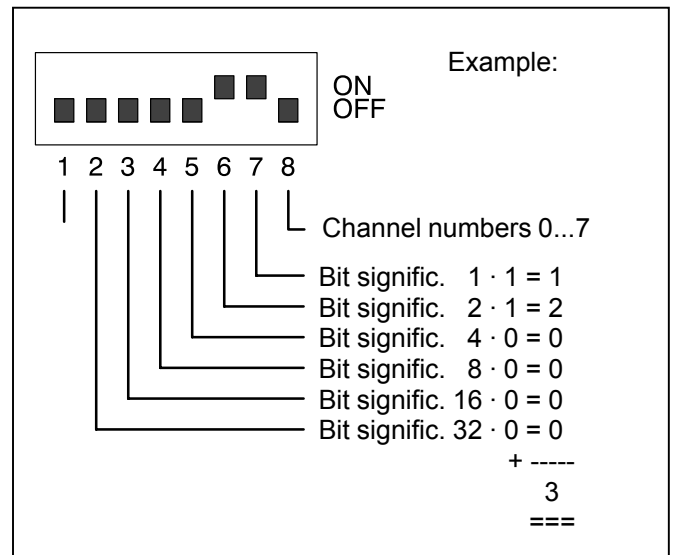 Example:
ON
OFF
1 2 3 4 5 6 7 8
Channel numbers 0...7
Bit signific. 1 · 1 = 1
Bit signific. 2 · 1 = 2
Bit signific. 4 · 0 = 0
Bit signific. 8 · 0 = 0
Bit signific. 16 · 0 = 0
Bit signific. 32 · 0 = 0
+ -----
3
===